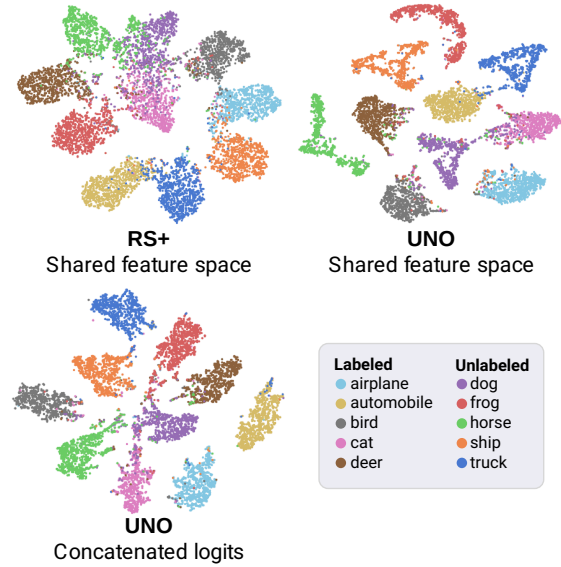 RS+
Shared feature space
UNO
Shared feature space
UNO
Concatenated logits
Labeled
airplane
automobile
bird
cat
deer
Unlabeled
dog
frog
horse
ship
truck